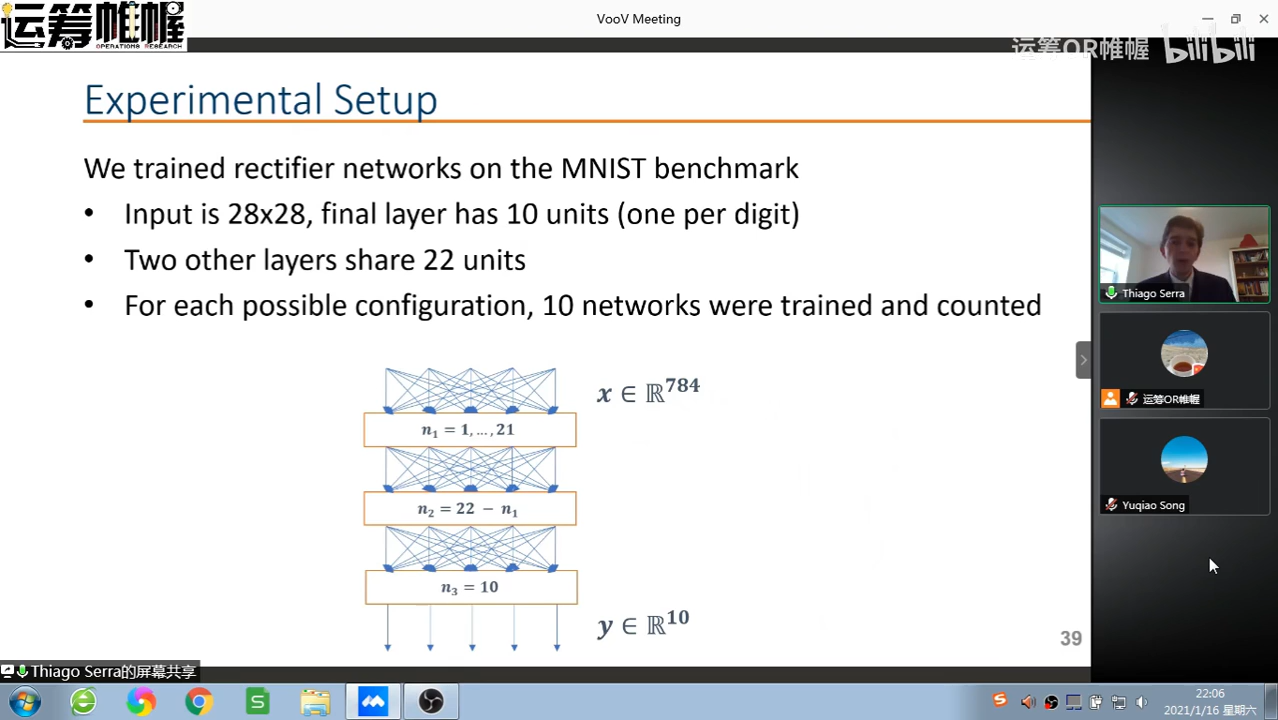 运筹帷幄
OPERATIONS RESEARCH
VooV Meeting
运筹OR帷幄 bilibili
Experimental Setup
We trained rectifier networks on the MNIST benchmark
• Input is 28x28, final layer has 10 units (one per digit)
• Two other layers share 22 units
• For each possible configuration, 10 networks were trained and counted
x ∈ ℝ^784
n₁ = 1, …, 21
n₂ = 22 − n₁
n₃ = 10
y ∈ ℝ^10
39
Thiago Serra
运筹OR帷幄
Yuqiao Song
Thiago Serra的屏幕共享
22:06
2021/1/16 星期六